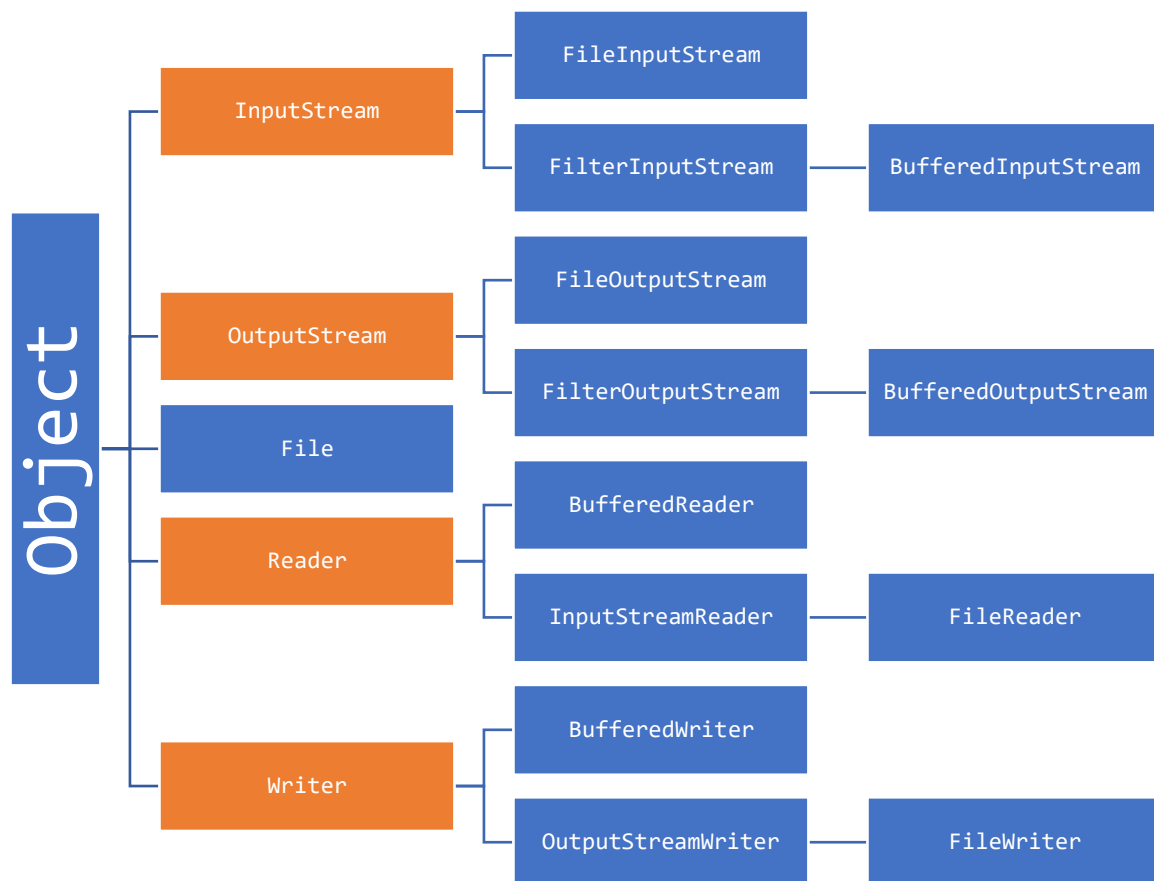 Object
InputStream
FileInputStream
FilterInputStream
BufferedInputStream
OutputStream
FileOutputStream
FilterOutputStream
BufferedOutputStream
File
Reader
BufferedReader
InputStreamReader
FileReader
Writer
BufferedWriter
OutputStreamWriter
FileWriter